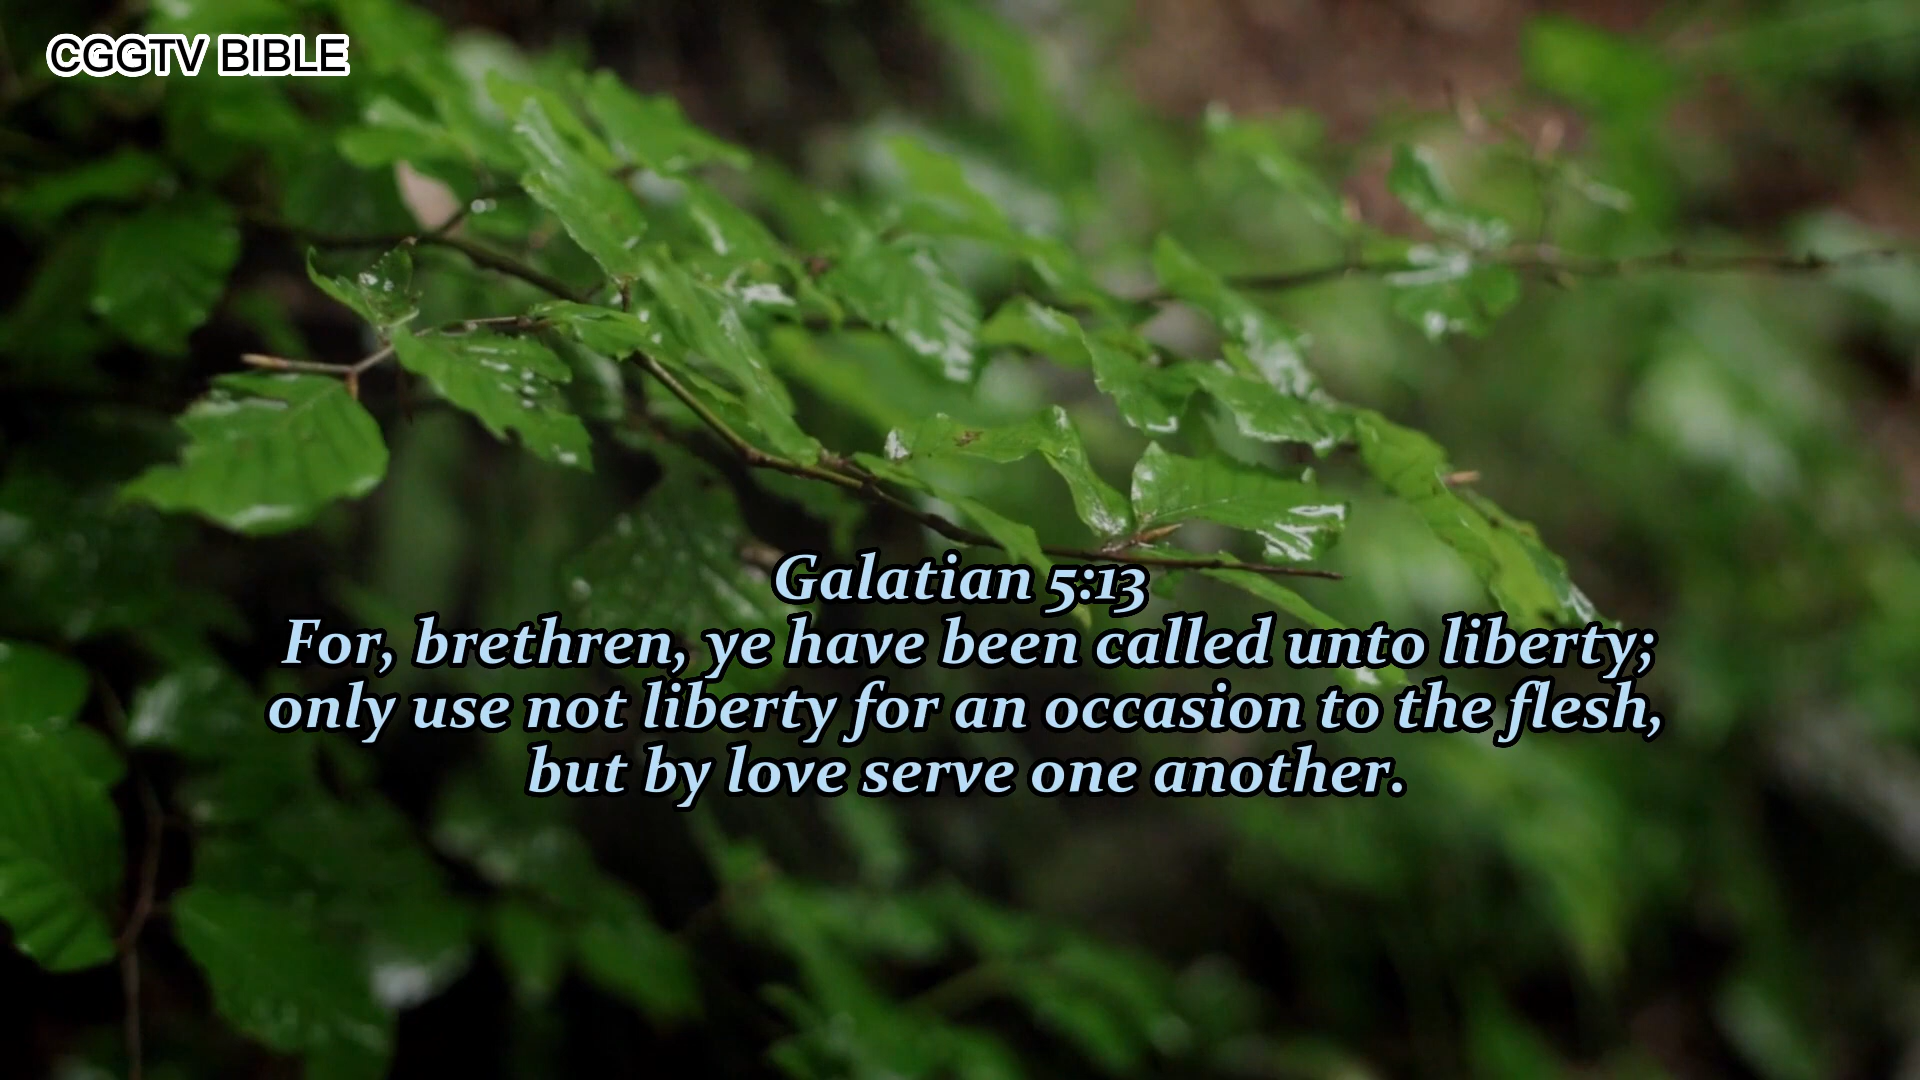 CGGTV BIBLE
Galatian 5:13
For, brethren, ye have been called unto liberty;
only use not liberty for an occasion to the flesh,
but by love serve one another.